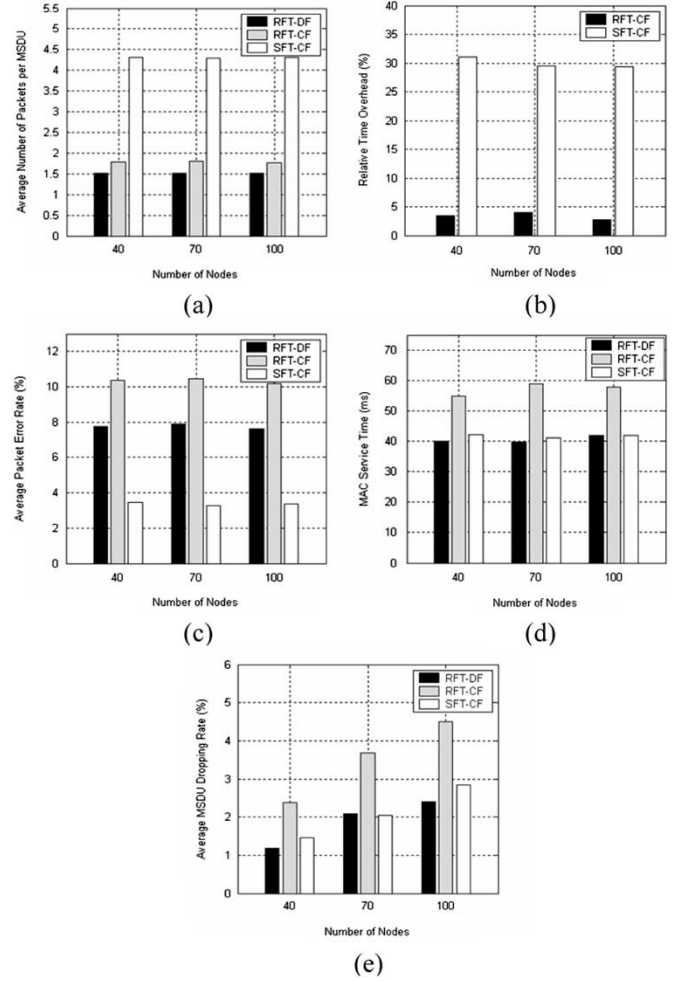 5.5
5
4.5
4
3.5
3
2.5
2
1.5
1
0.5
0
Average Number of Packets per MSDU
RFT-DF
RFT-CF
SFT-CF
40
70
100
Number of Nodes
(a)
40
35
30
25
20
15
10
5
0
Relative Time Overhead (%)
RFT-CF
SFT-CF
40
70
100
Number of Nodes
(b)
12
10
8
6
4
2
0
Average Packet Error Rate (%)
RFT-DF
RFT-CF
SFT-CF
40
70
100
Number of Nodes
(c)
70
60
50
40
30
20
10
0
MAC Service Time (ms)
RFT-DF
RFT-CF
SFT-CF
40
70
100
Number of Nodes
(d)
6
5
4
3
2
1
0
Average MSDU Dropping Rate (%)
RFT-DF
RFT-CF
SFT-CF
40
70
100
Number of Nodes
(e)